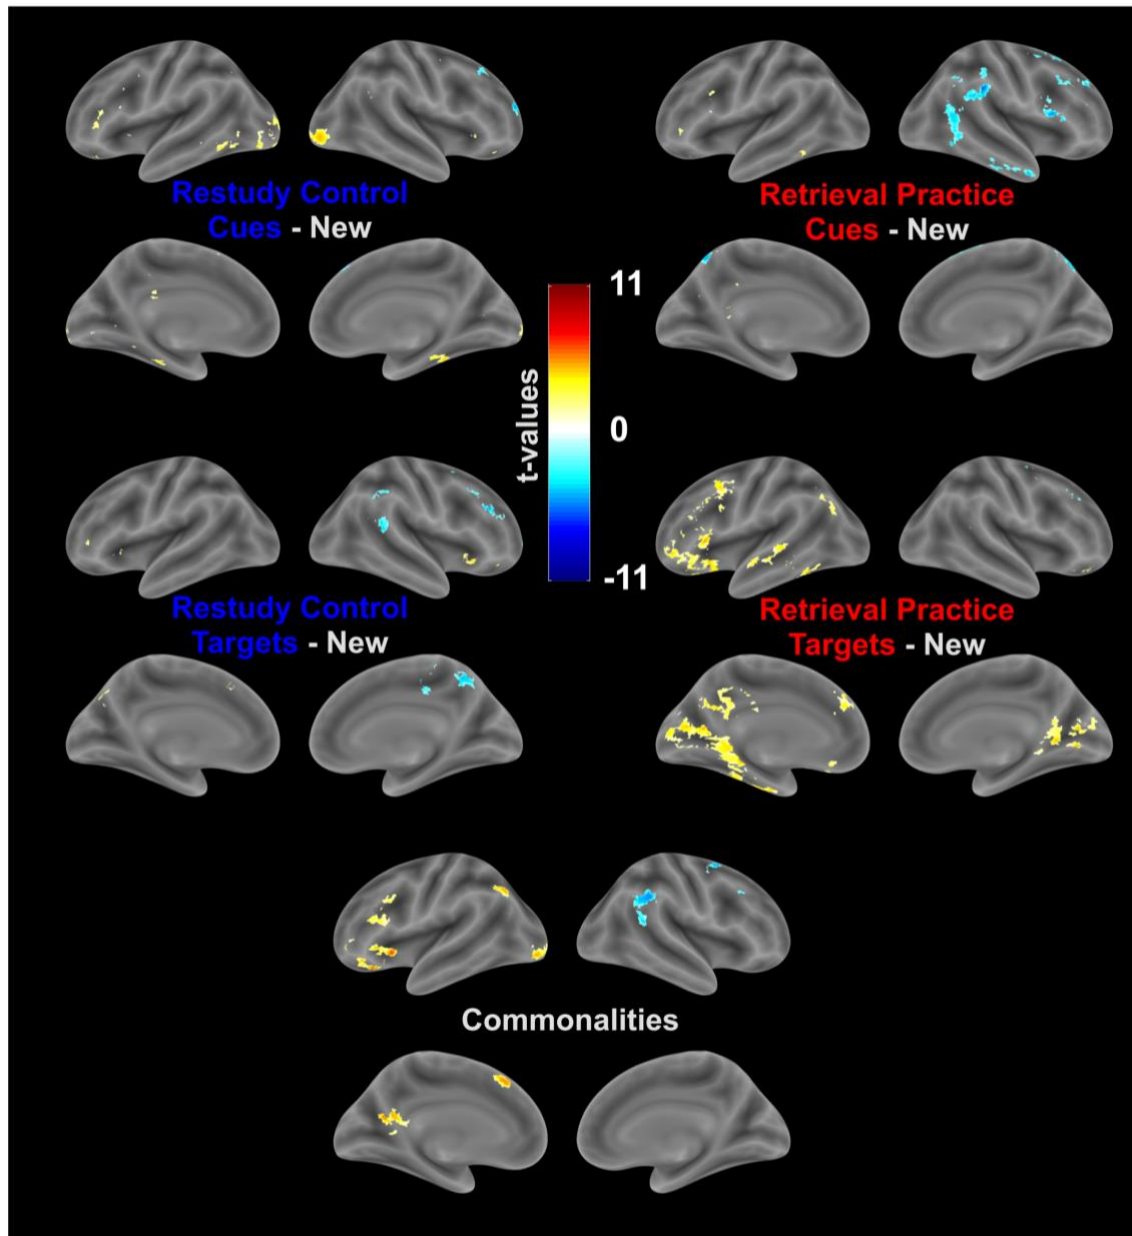 Restudy Control
Cues - New
Retrieval Practice
Cues - New
11
0
-11
t-values
Restudy Control
Targets - New
Retrieval Practice
Targets - New
Commonalities